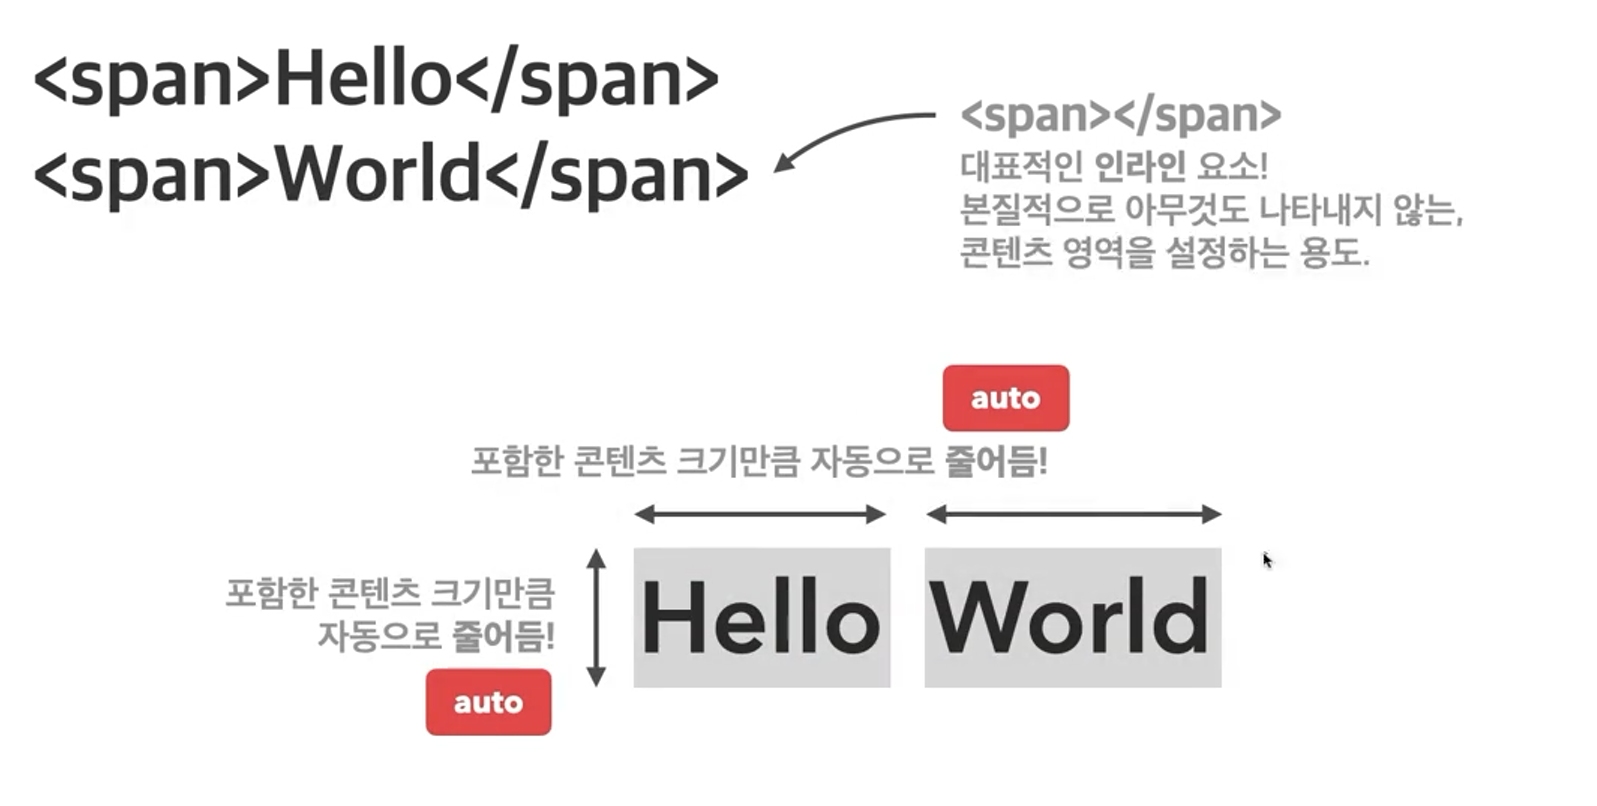 <span>Hello</span>
<span>World</span>
<span></span>
대표적인 인라인 요소!
본질적으로 아무것도 나타내지 않는,
콘텐츠 영역을 설정하는 용도.
auto
포함한 콘텐츠 크기만큼 자동으로 줄어듬!
포함한 콘텐츠 크기만큼
자동으로 줄어듬!
auto
Hello World